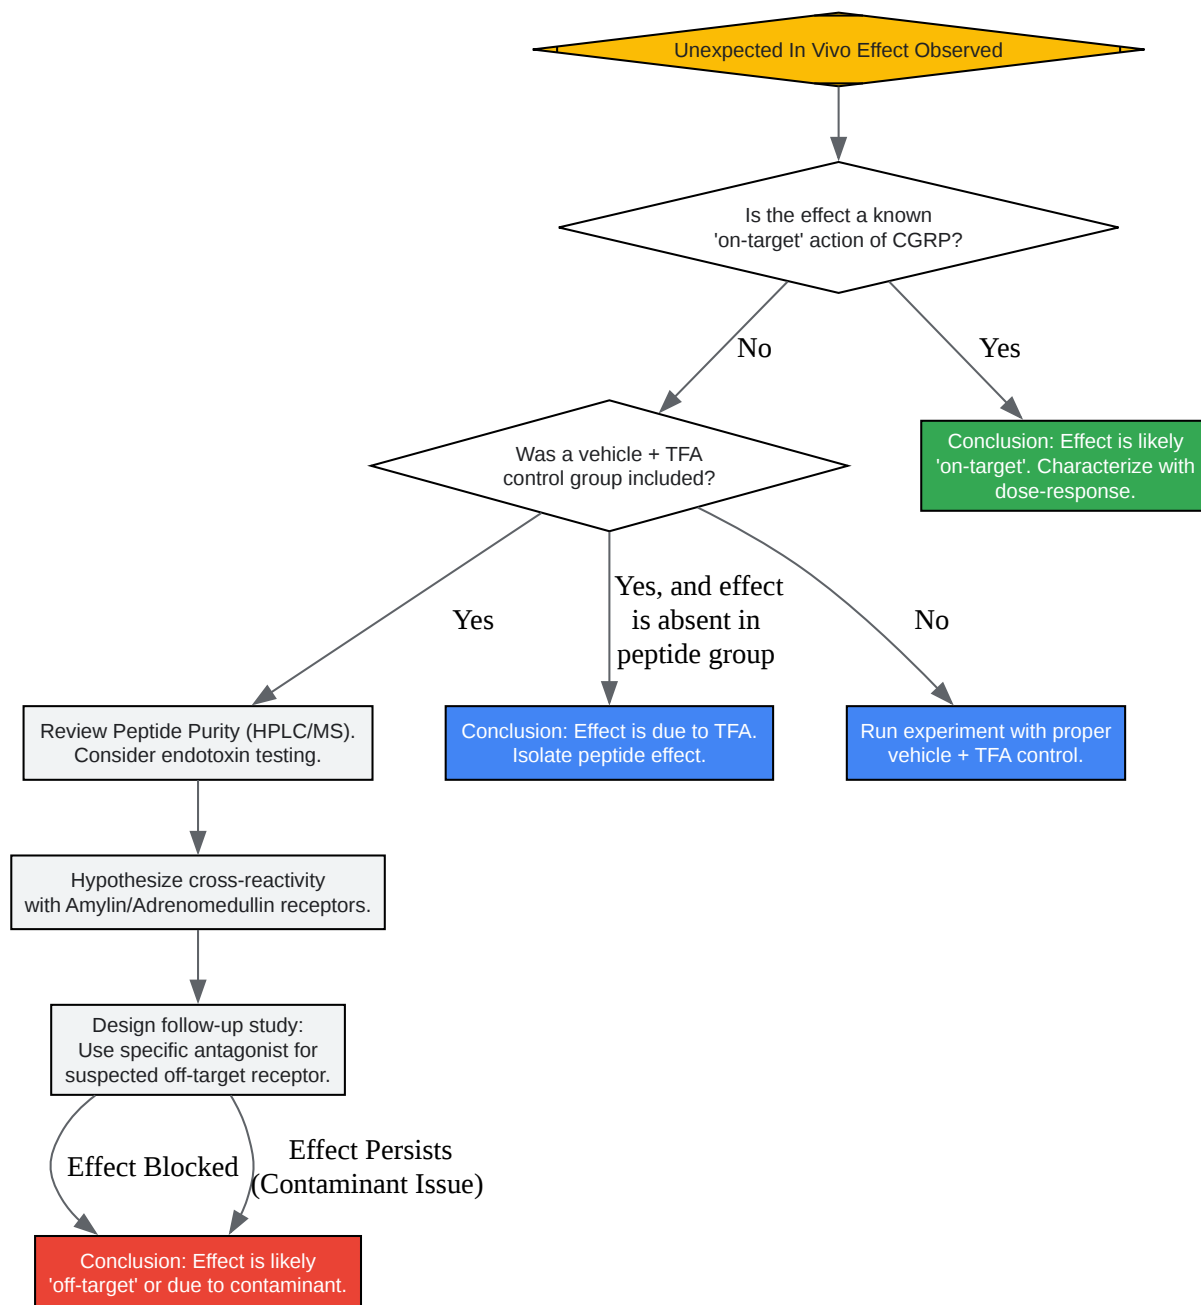 Unexpected In Vivo Effect Observed
Is the effect a known
'on-target' action of CGRP?
No
Yes
Conclusion: Effect is likely
'on-target'. Characterize with
dose-response.
Was a vehicle + TFA
control group included?
Yes
Yes, and effect
is absent in
peptide group
No
Review Peptide Purity (HPLC/MS).
Consider endotoxin testing.
Conclusion: Effect is due to TFA.
Isolate peptide effect.
Run experiment with proper
vehicle + TFA control.
Hypothesize cross-reactivity
with Amylin/Adrenomedullin receptors.
Design follow-up study:
Use specific antagonist for
suspected off-target receptor.
Effect Blocked
Effect Persists
(Contaminant Issue)
Conclusion: Effect is likely
'off-target' or due to contaminant.